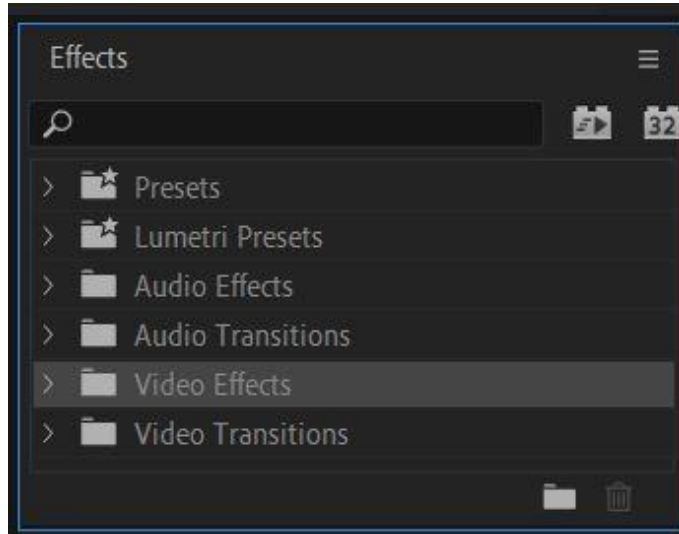 Effects
32
Presets
Lumetri Presets
Audio Effects
Audio Transitions
Video Effects
Video Transitions